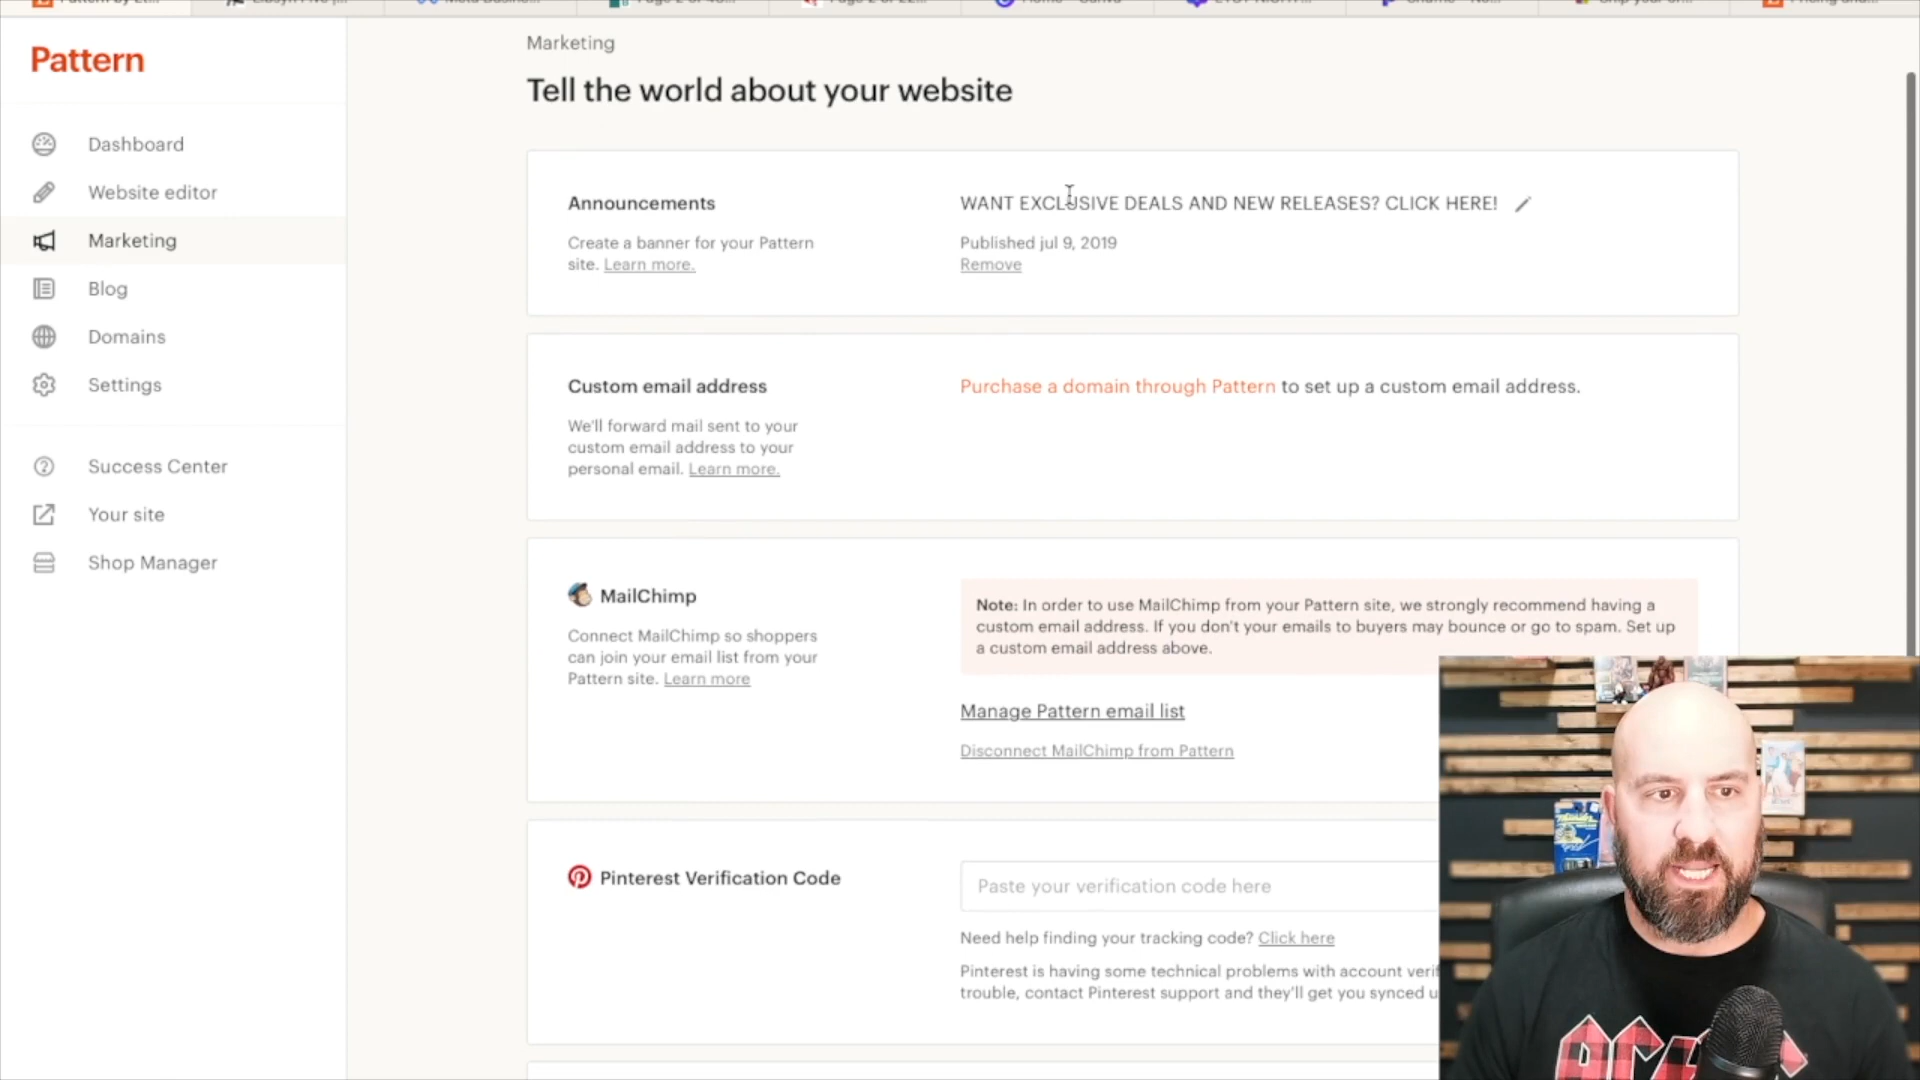 Pattern
Dashboard
Website editor
Marketing
Blog
Domains
Settings
Success Center
Your site
Shop Manager
Marketing
Tell the world about your website
Announcements
Create a banner for your Pattern
site. Learn more.
WANT EXCLUSIVE DEALS AND NEW RELEASES? CLICK HERE!
Published jul 9, 2019
Remove
Custom email address
We'll forward mail sent to your
custom email address to your
personal email. Learn more.
Purchase a domain through Pattern to set up a custom email address.
MailChimp
Connect MailChimp so shoppers
can join your email list from your
Pattern site. Learn more
Note: In order to use MailChimp from your Pattern site, we strongly recommend having a
custom email address. If you don't your emails to buyers may bounce or go to spam. Set up
a custom email address above.
Manage Pattern email list
Disconnect MailChimp from Pattern
Pinterest Verification Code
Paste your verification code here
Need help finding your tracking code? Click here
Pinterest is having some technical problems with account
trouble, contact Pinterest support and they'll get you synced